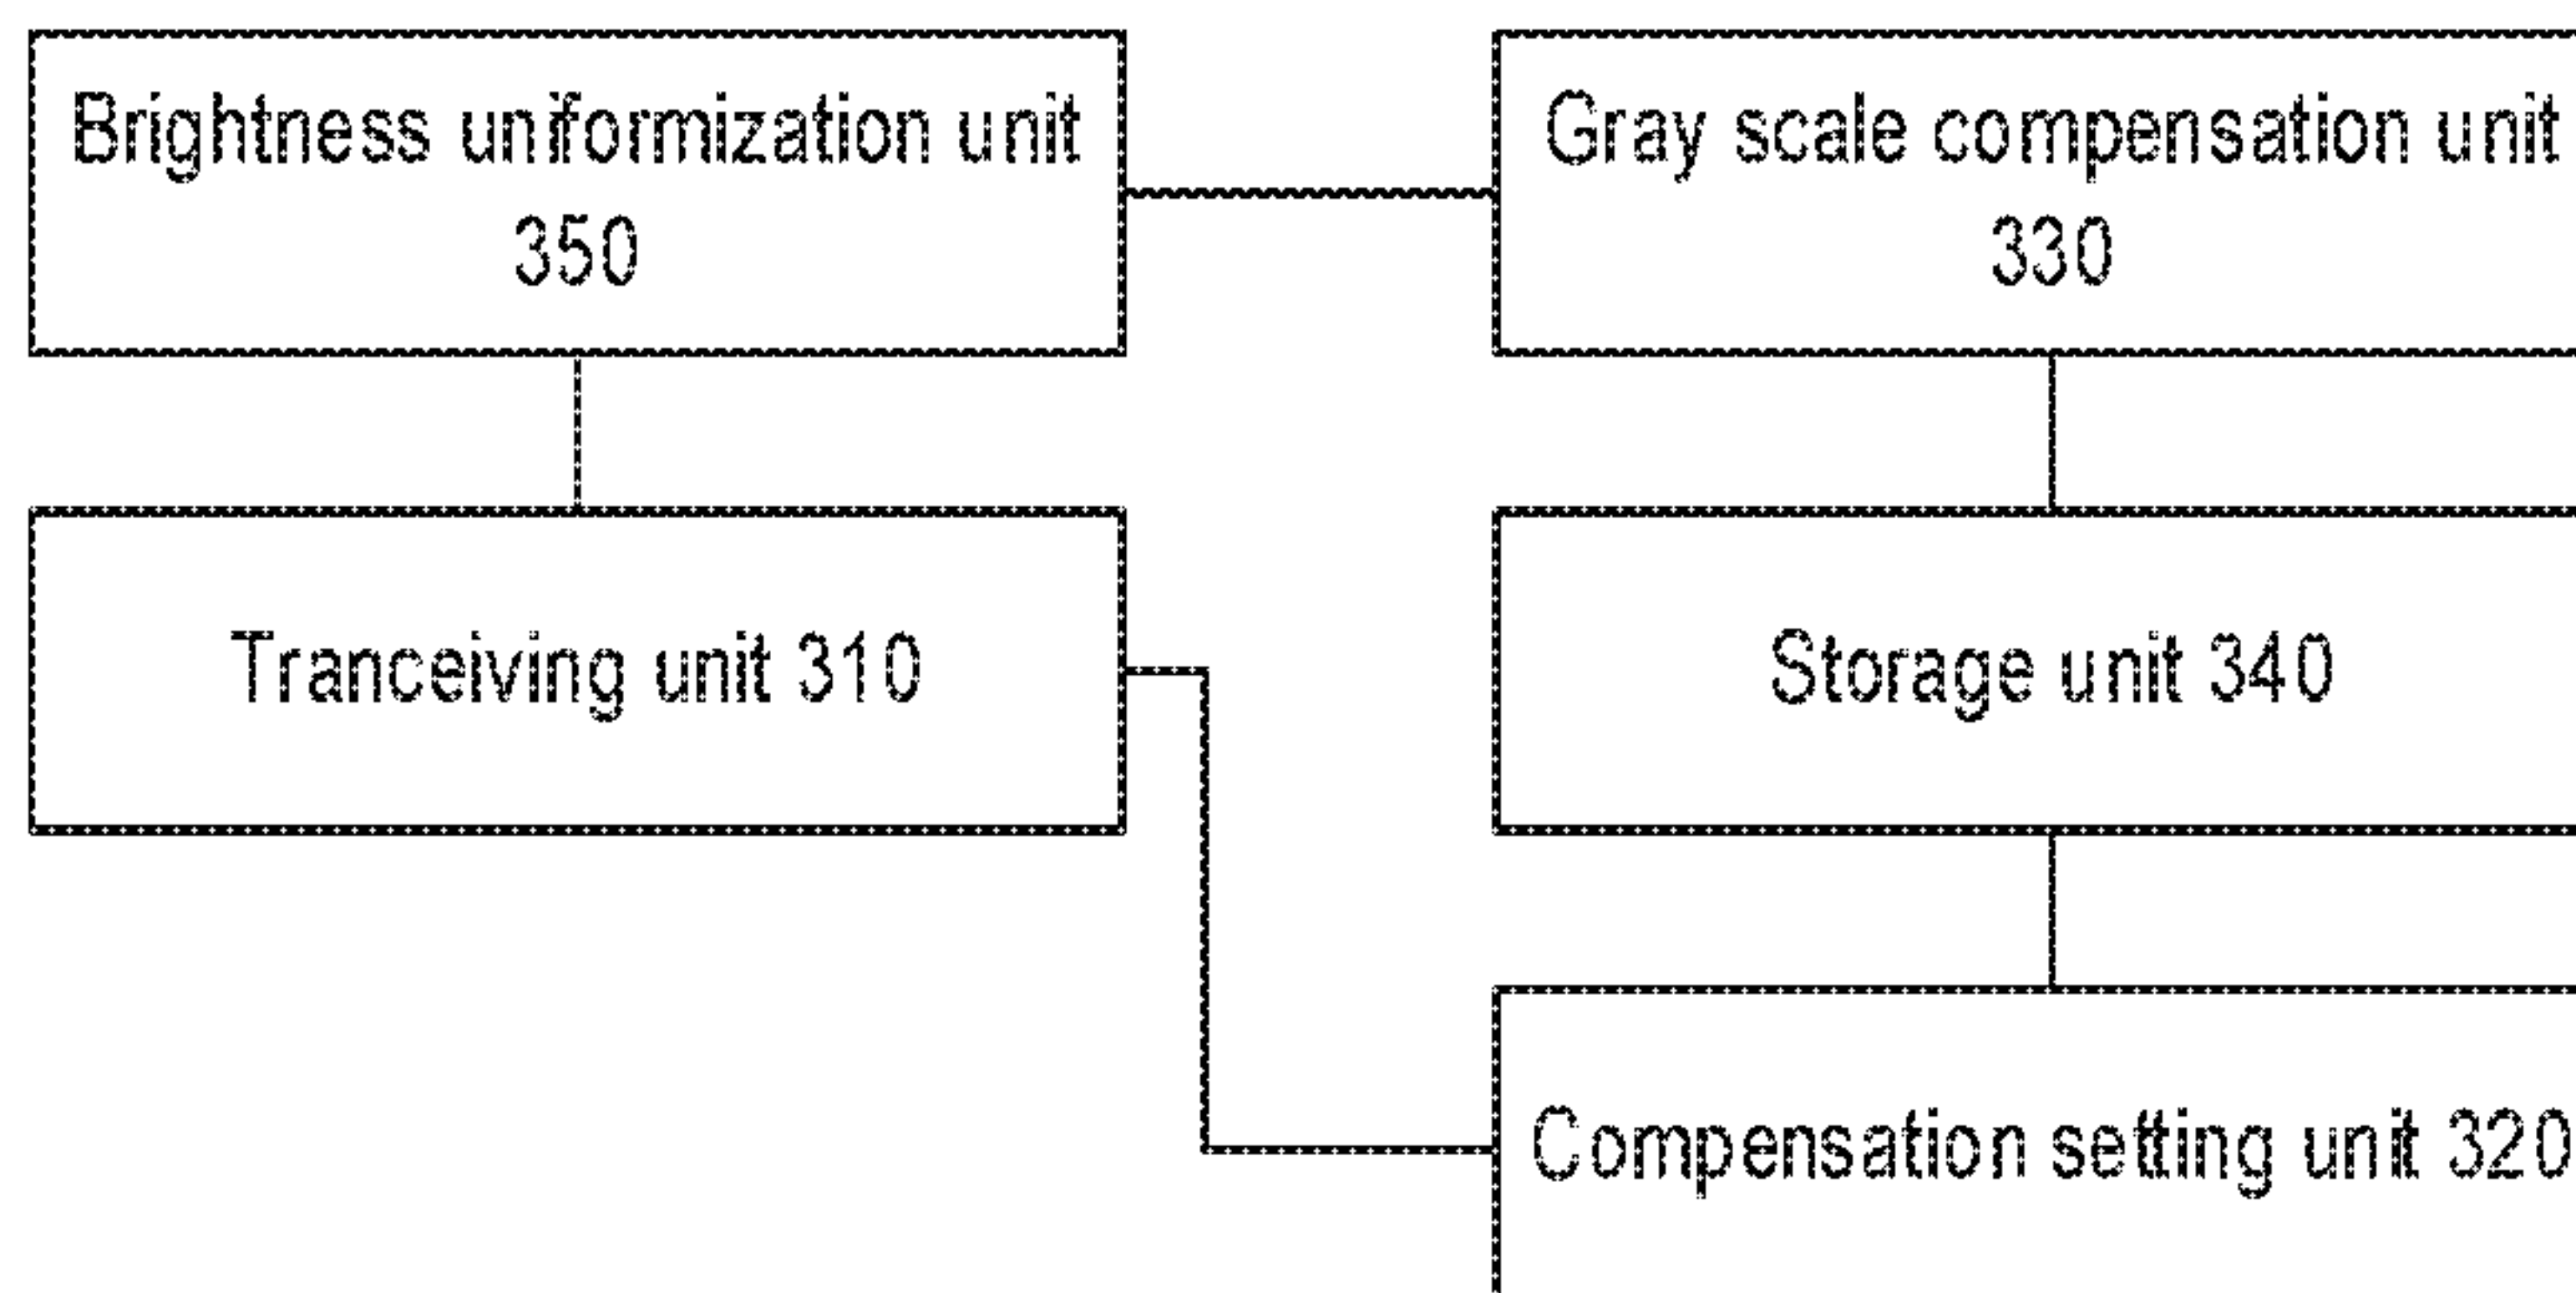 Brightness uniformization unit
350
Gray scale compensation unit
330
Tranceiving unit 310
Storage unit 340
Compensation setting unit 320